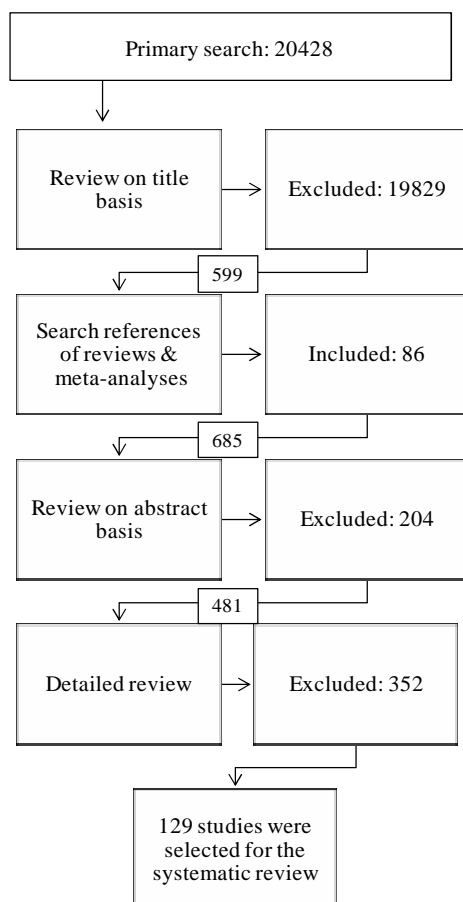 Primary search: 20428
Review on title
basis
Excluded: 19829
599
Search references
of reviews &
meta-analyses
Included: 86
685
Review on abstract
basis
Excluded: 204
481
Detailed review
Excluded: 352
129 studies were
selected for the
systematic review